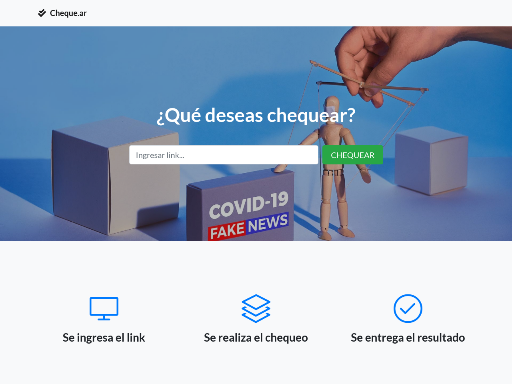 Cheque.ar
¿Qué deseas chequear?
Ingresar link...
CHEQUEAR
COVID-19
FAKE NEWS
Se ingresa el link
Se realiza el chequeo
Se entrega el resultado